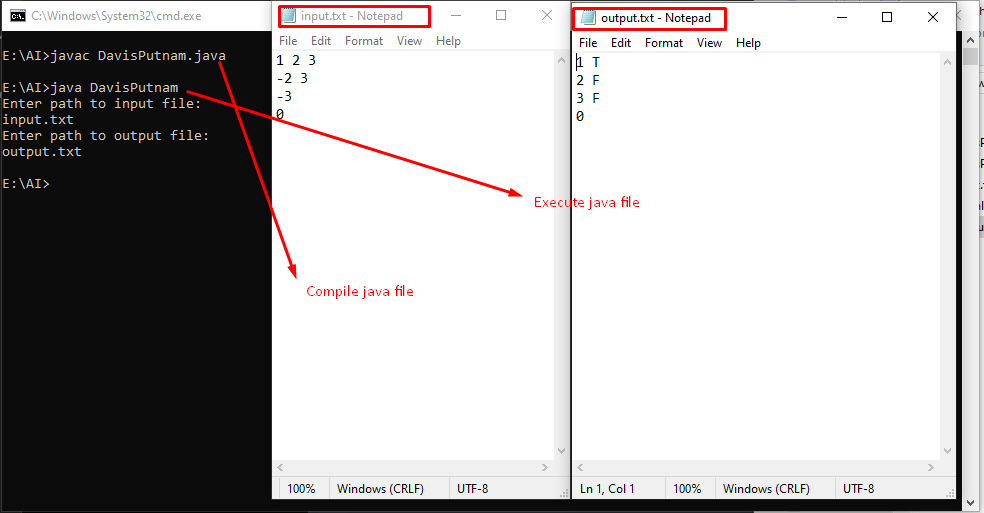 C:\Windows\System32\cmd.exe
E:\AI>javac DavisPutnam.java
E:\AI>java DavisPutnam
Enter path to input file:
input.txt
Enter path to output file:
output.txt
E:\AI>
input.txt - Notepad
File Edit Format View Help
1 2 3
-2 3
-3
0
Compile java file
100% Windows (CRLF) UTF-8
output.txt - Notepad
File Edit Format View Help
1 T
2 F
3 F
0
Execute java file
Ln 1, Col 1 100% Windows (CRLF) UTF-8